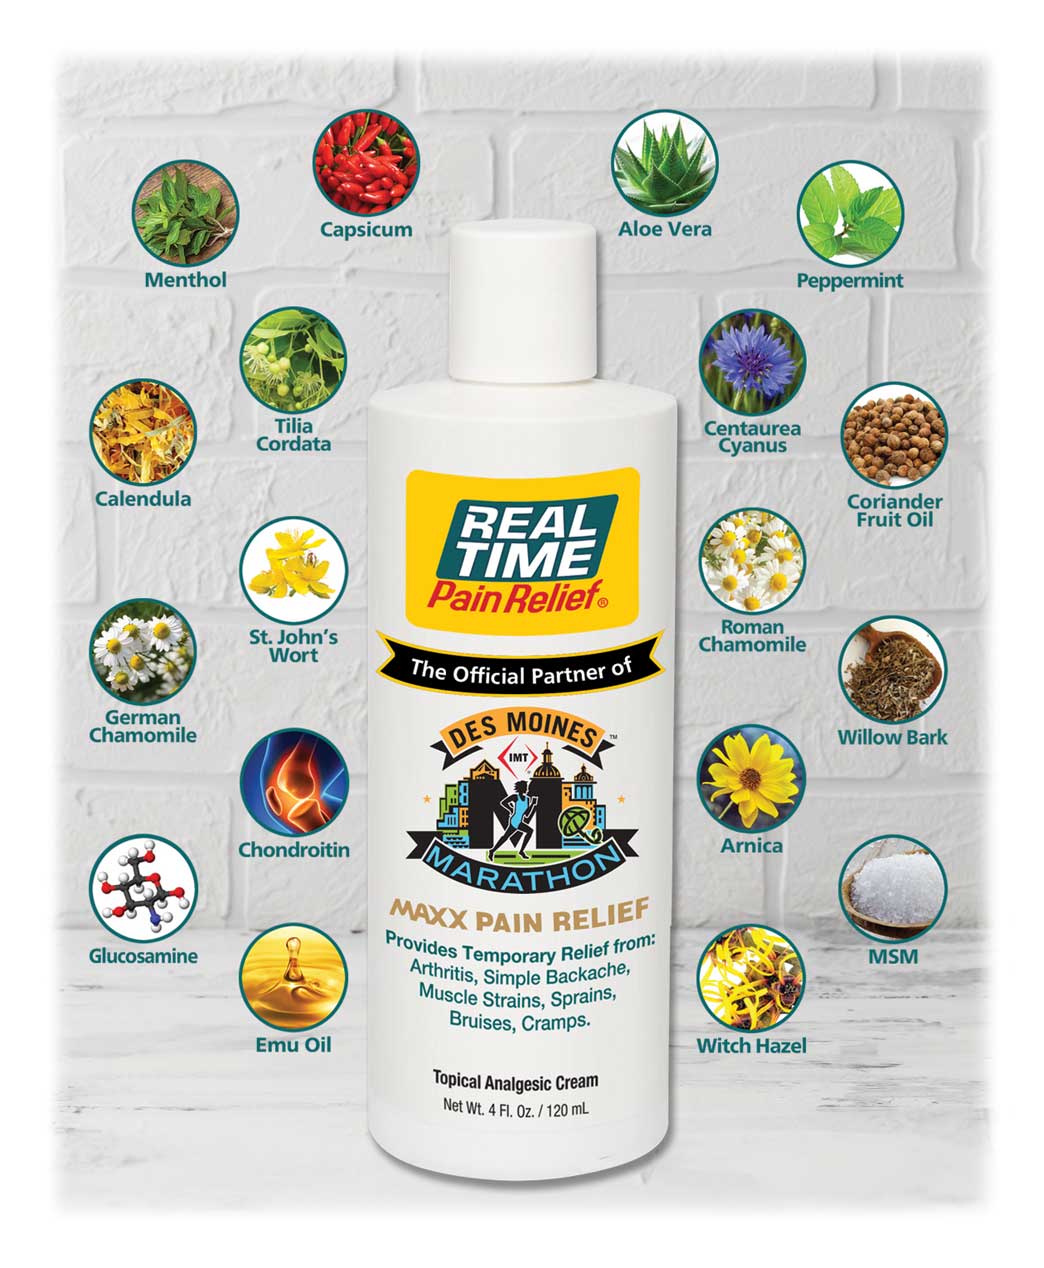 Capsicum
Aloe Vera
Menthol
Peppermint
Tilia
Cordata
Centaurea
Cyanus
Calendula
Coriander
Fruit Oil
St. John's
Wort
Roman
Chamomile
German
Chamomile
Willow Bark
Chondroitin
Arnica
Glucosamine
MSM
Emu Oil
Witch Hazel
REAL
TIME
Pain Relief®
The Official Partner of
DES MOINES™
IMT®
M
MARATHON
MAXX PAIN RELIEF
Provides Temporary Relief from:
Arthritis, Simple Backache,
Muscle Strains, Sprains,
Bruises, Cramps.
Topical Analgesic Cream
Net Wt. 4 Fl. Oz. / 120 mL